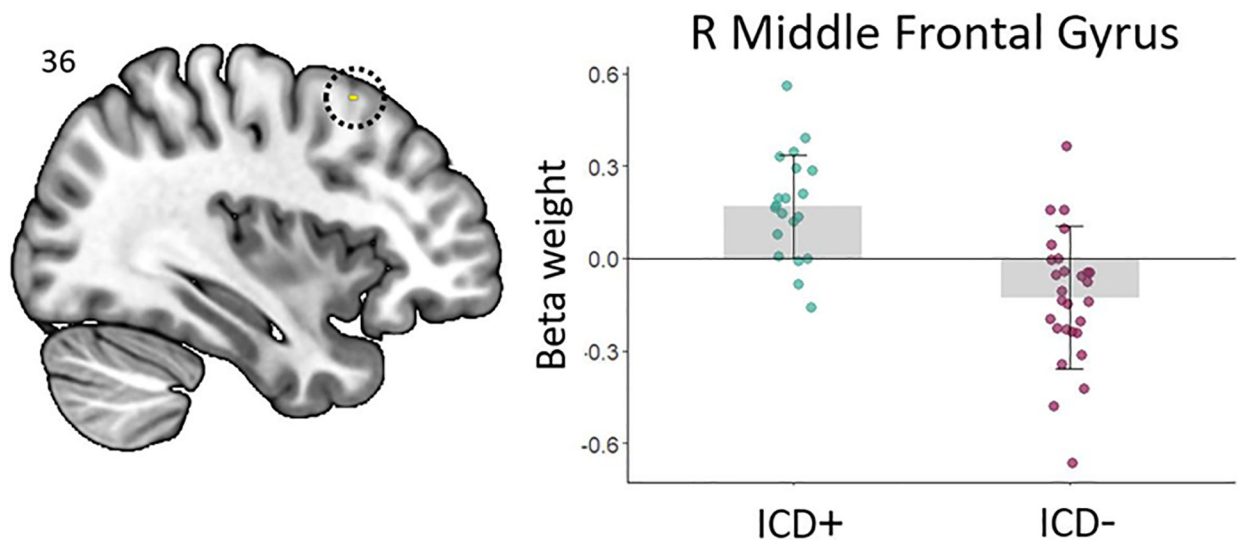 36
R Middle Frontal Gyrus
Beta weight
0.6
0.3
0.0
-0.3
-0.6
ICD+
ICD-